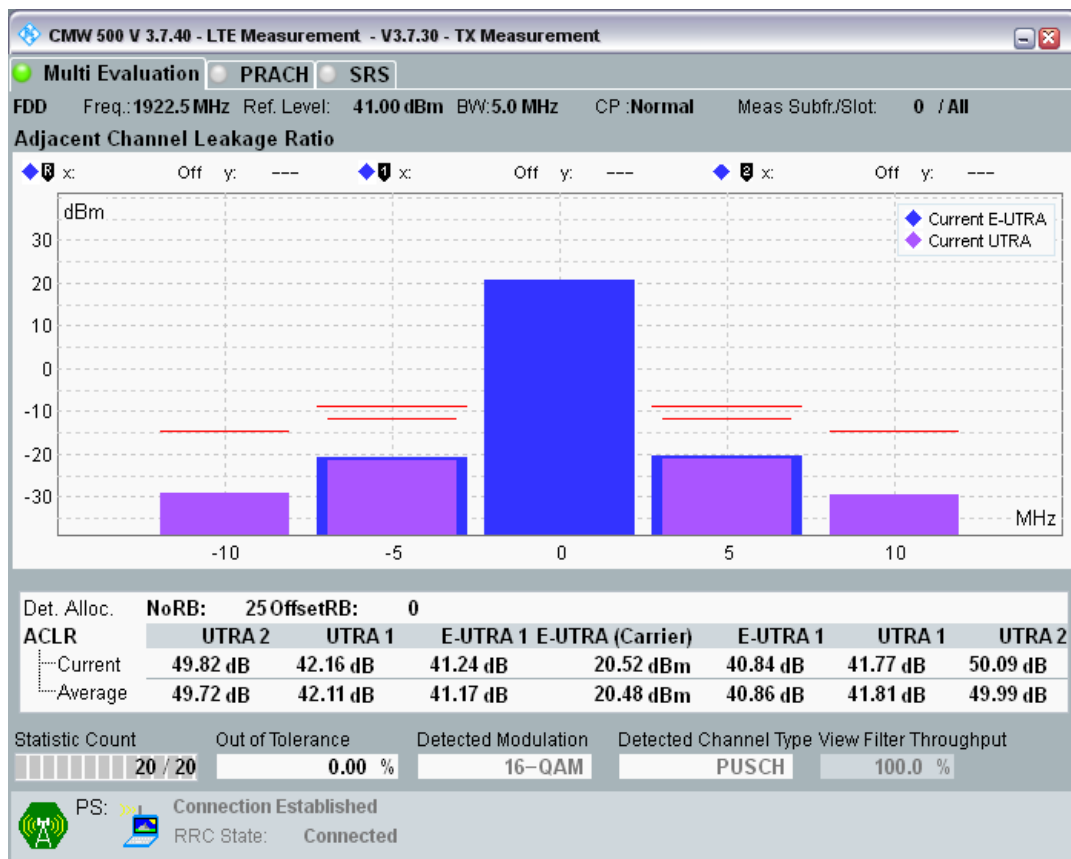 CMW 500 V 3.7.40 - LTE Measurement - V3.7.30 - TX Measurement
Multi Evaluation PRACH SRS
FDD Freq.: 1922.5 MHz Ref. Level: 41.00 dBm BW: 5.0 MHz CP : Normal Meas Subfr./Slot: 0 / All
Adjacent Channel Leakage Ratio
R x: Off y: --- 1 x: Off y: --- 2 x: Off y: ---
dBm
Current E-UTRA
Current UTRA
30
20
10
0
-10
-20
-30
MHz
-10 -5 0 5 10
Det. Alloc. NoRB: 25 OffsetRB: 0
ACLR UTRA 2 UTRA 1 E-UTRA 1 E-UTRA (Carrier) E-UTRA 1 UTRA 1 UTRA 2
Current 49.82 dB 42.16 dB 41.24 dB 20.52 dBm 40.84 dB 41.77 dB 50.09 dB
Average 49.72 dB 42.11 dB 41.17 dB 20.48 dBm 40.86 dB 41.81 dB 49.99 dB
Statistic Count Out of Tolerance Detected Modulation Detected Channel Type View Filter Throughput
20 / 20 0.00 % 16-QAM PUSCH 100.0 %
PS: Connection Established
RRC State: Connected